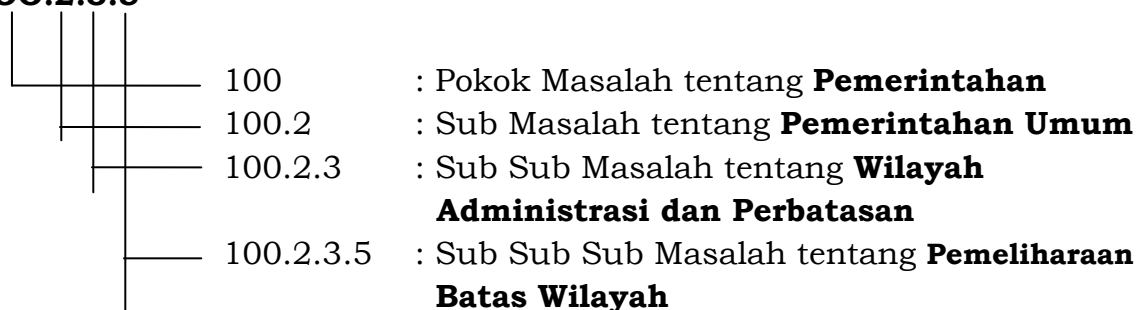 100 : Pokok Masalah tentang Pemerintahan
100.2 : Sub Masalah tentang Pemerintahan Umum
100.2.3 : Sub Sub Masalah tentang Wilayah
Administrasi dan Perbatasan
100.2.3.5 : Sub Sub Sub Masalah tentang Pemeliharaan
Batas Wilayah